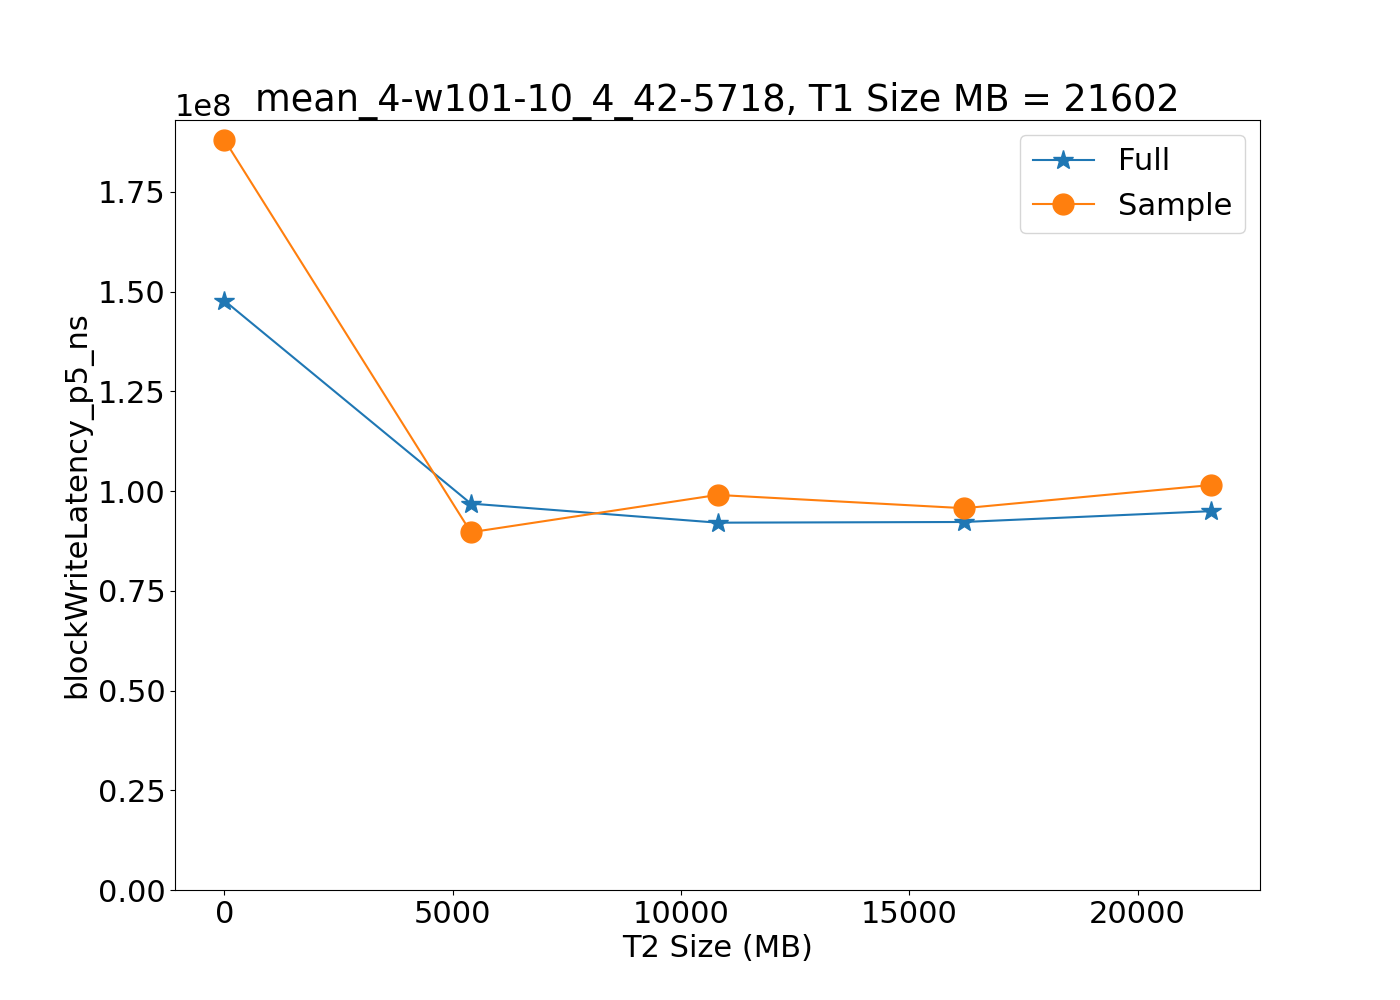 1e8
mean_4-w101-10_4_42-5718, T1 Size MB = 21602
Full
Sample
blockWriteLatency_p5_ns
1.75
1.50
1.25
1.00
0.75
0.50
0.25
0.00
0 5000 10000 15000 20000
T2 Size (MB)